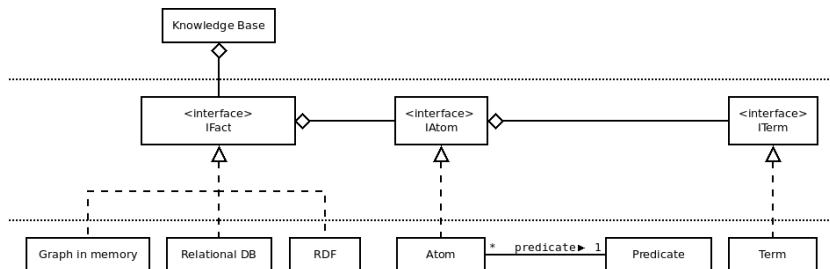 Knowledge Base
<interface>
IFact
<interface>
IAtom
<interface>
ITerm
Graph in memory
Relational DB
RDF
Atom
* predicate▶ 1
Predicate
Term